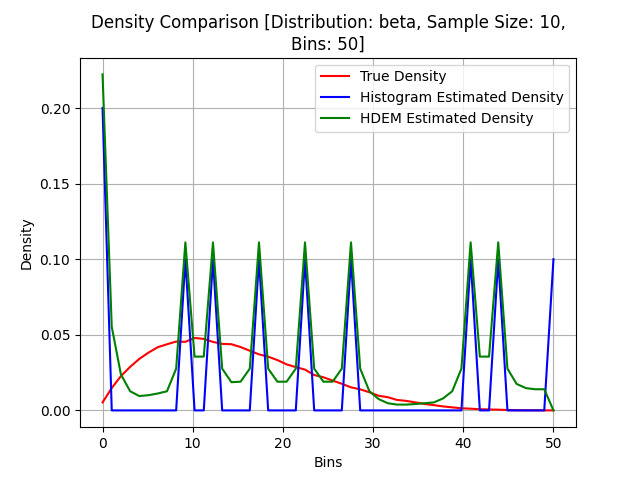 Density Comparison [Distribution: beta, Sample Size: 10,
Bins: 50]
True Density
Histogram Estimated Density
HDEM Estimated Density
Density
0.20
0.15
0.10
0.05
0.00
0 10 20 30 40 50
Bins